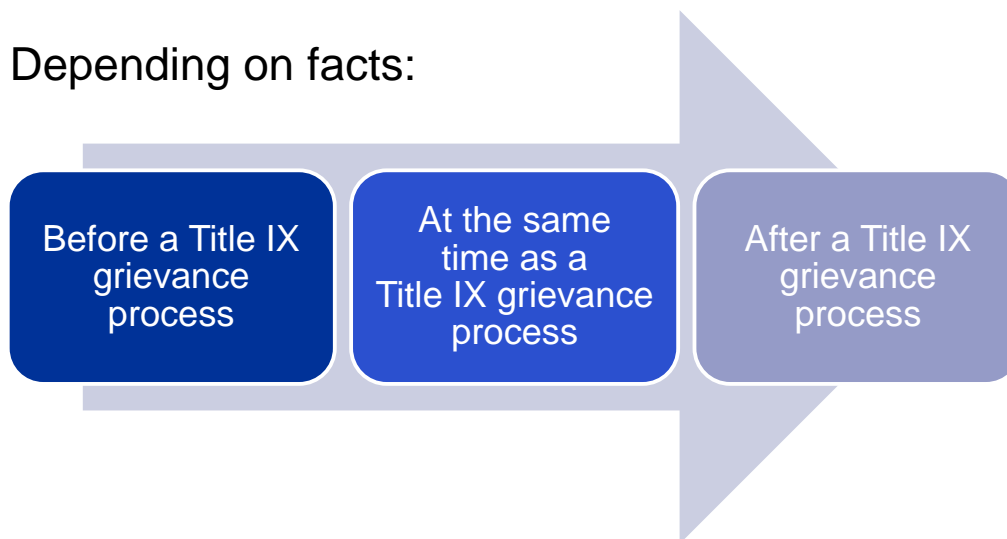 Depending on facts:
Before a Title IX
grievance
process
At the same
time as a
Title IX grievance
process
After a Title IX
grievance
process